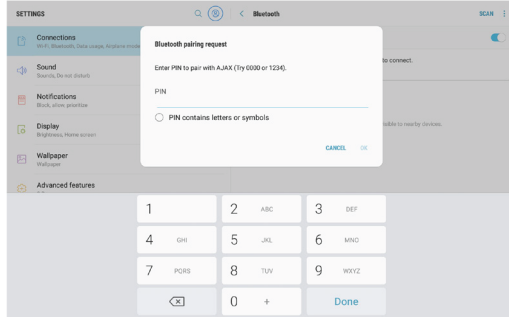 SETTINGS
Bluetooth
SCAN
Connections
Wi-Fi, Bluetooth, Data usage, Airplane mode
Sound
Sounds, Do not disturb
Notifications
Block, allow, prioritize
Display
Brightness, Home screen
Wallpaper
Wallpaper
Advanced features
to connect.
visible to nearby devices.
Bluetooth pairing request
Enter PIN to pair with AJAX (Try 0000 or 1234).
PIN
PIN contains letters or symbols
CANCEL OK
1 2 ABC 3 DEF
4 GHI 5 JKL 6 MNO
7 PQRS 8 TUV 9 WXYZ
0 + Done